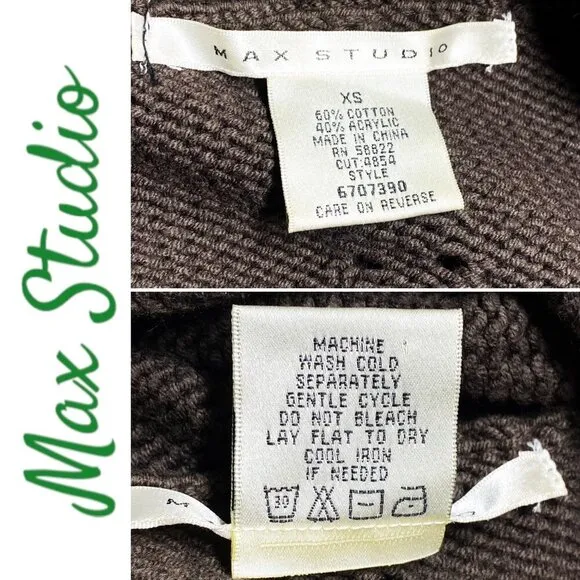 Max Studio
MAX STUDIO
XS
60% COTTON
40% ACRYLIC
MADE IN CHINA
RN 58822
CUT:4854
STYLE
6707390
CARE ON REVERSE
MACHINE
WASH COLD
SEPARATELY
GENTLE CYCLE
DO NOT BLEACH
LAY FLAT TO DRY
COOL IRON
IF NEEDED
30
M